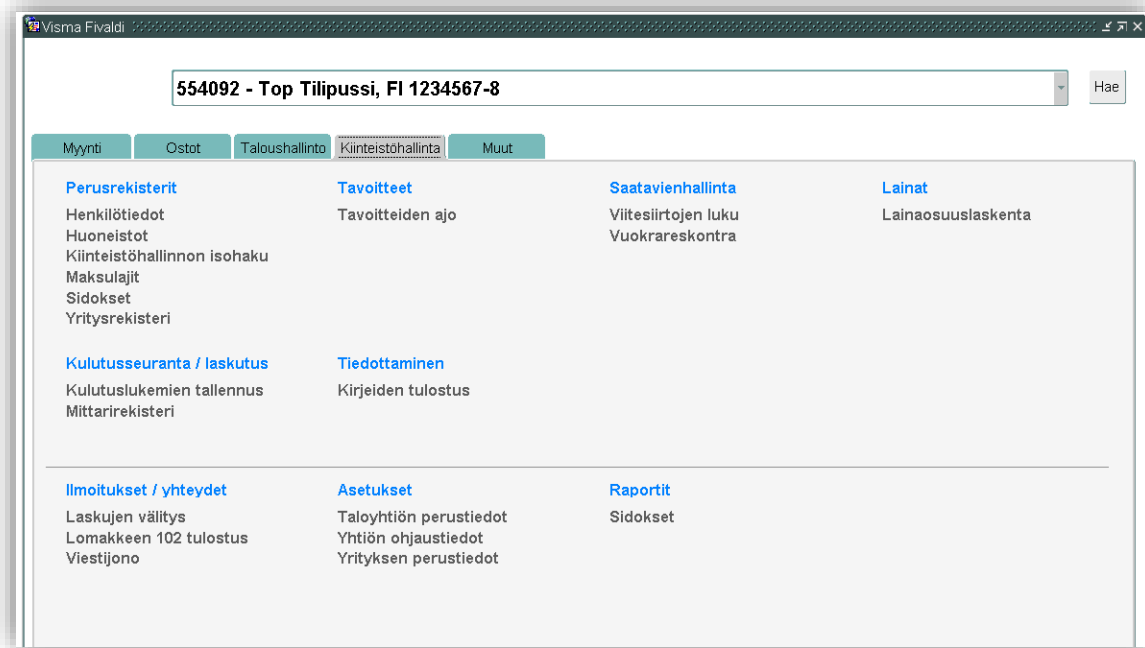 Visma Fivaldi
554092 - Top Tilipussi, FI 1234567-8
Hae
Myynti Ostot Taloushallinto Kiinteistöhallinta Muut
Perusrekisterit
Henkilötiedot
Huoneistot
Kiinteistöhallinnon isohaku
Maksulajit
Sidokset
Yritysrekisteri
Tavoitteet
Tavoitteiden ajo
Saatavienhallinta
Viitesiirtojen luku
Vuokrareskontra
Lainat
Lainaosuuslaskenta
Kulutusseuranta / laskutus
Kulutuslukemien tallennus
Mittarirekisteri
Tiedottaminen
Kirjeiden tulostus
Ilmoitukset / yhteydet
Laskujen välitys
Lomakkeen 102 tulostus
Viestijono
Asetukset
Taloyhtiön perustiedot
Yhtiön ohjaustiedot
Yrityksen perustiedot
Raportit
Sidokset